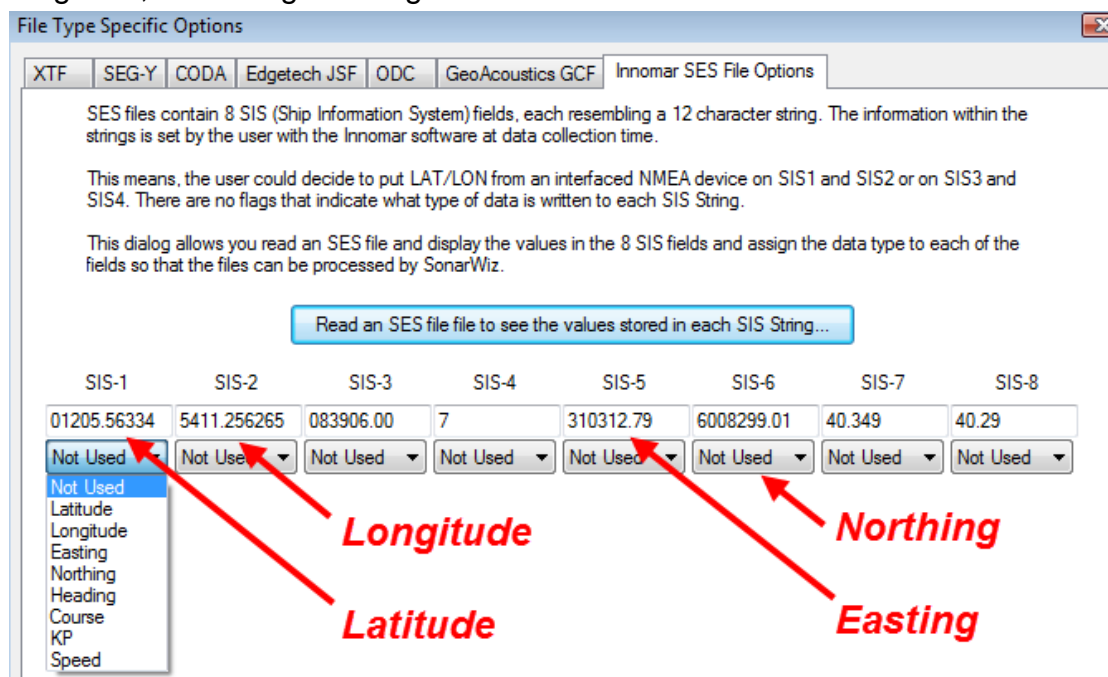 File Type Specific Options
XTF SEG-Y CODA Edgetech JSF ODC GeoAcoustics GCF Innomar SES File Options
SES files contain 8 SIS (Ship Information System) fields, each resembling a 12 character string. The information within the
strings is set by the user with the Innomar software at data collection time.
This means, the user could decide to put LAT/LON from an interfaced NMEA device on SIS1 and SIS2 or on SIS3 and
SIS4. There are no flags that indicate what type of data is written to each SIS String.
This dialog allows you read an SES file and display the values in the 8 SIS fields and assign the data type to each of the
fields so that the files can be processed by SonarWiz.
Read an SES file file to see the values stored in each SIS String...
SIS-1 SIS-2 SIS-3 SIS-4 SIS-5 SIS-6 SIS-7 SIS-8
01205.56334 5411.256265 083906.00 7 310312.79 6008299.01 40.349 40.29
Not Used Not Used Not Used Not Used Not Used Not Used Not Used Not Used
Not Used
Latitude
Longitude
Easting
Northing
Heading
Course
KP
Speed
Longitude
Northing
Latitude
Easting